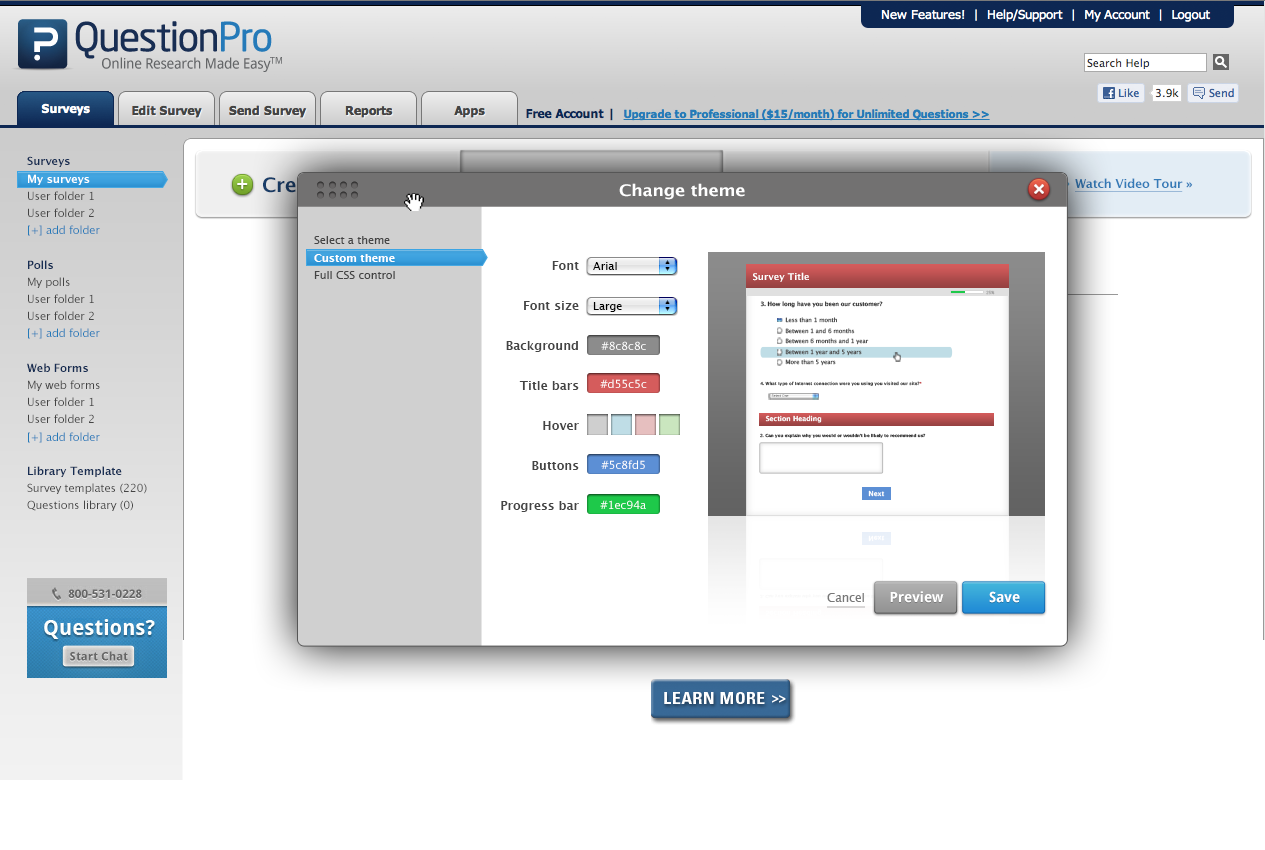 New Features! | Help/Support | My Account | Logout
QuestionPro
Online Research Made Easy™
Search Help
Like 3.9k Send
Surveys Edit Survey Send Survey Reports Apps
Free Account | Upgrade to Professional ($15/month) for Unlimited Questions >>
Surveys
My surveys
User folder 1
User folder 2
[+] add folder
Polls
My polls
User folder 1
User folder 2
[+] add folder
Web Forms
My web forms
User folder 1
User folder 2
[+] add folder
Library Template
Survey templates (220)
Questions library (0)
800-531-0228
Questions?
Start Chat
Watch Video Tour »
Change theme
Select a theme
Custom theme
Full CSS control
Font Arial
Font size Large
Background #8c8c8c
Title bars #d55c5c
Hover
Buttons #5c8fd5
Progress bar #1ec94a
Survey Title
3. How long have you been our customer?
Less than 1 month
Between 1 and 6 months
Between 6 months and 1 year
Between 1 year and 5 years
More than 5 years
4. What type of Internet connection were you using you visited our site?*
Section Heading
2. Can you explain why you would or wouldn't be likely to recommend us?
Next
Cancel Preview Save
LEARN MORE >>